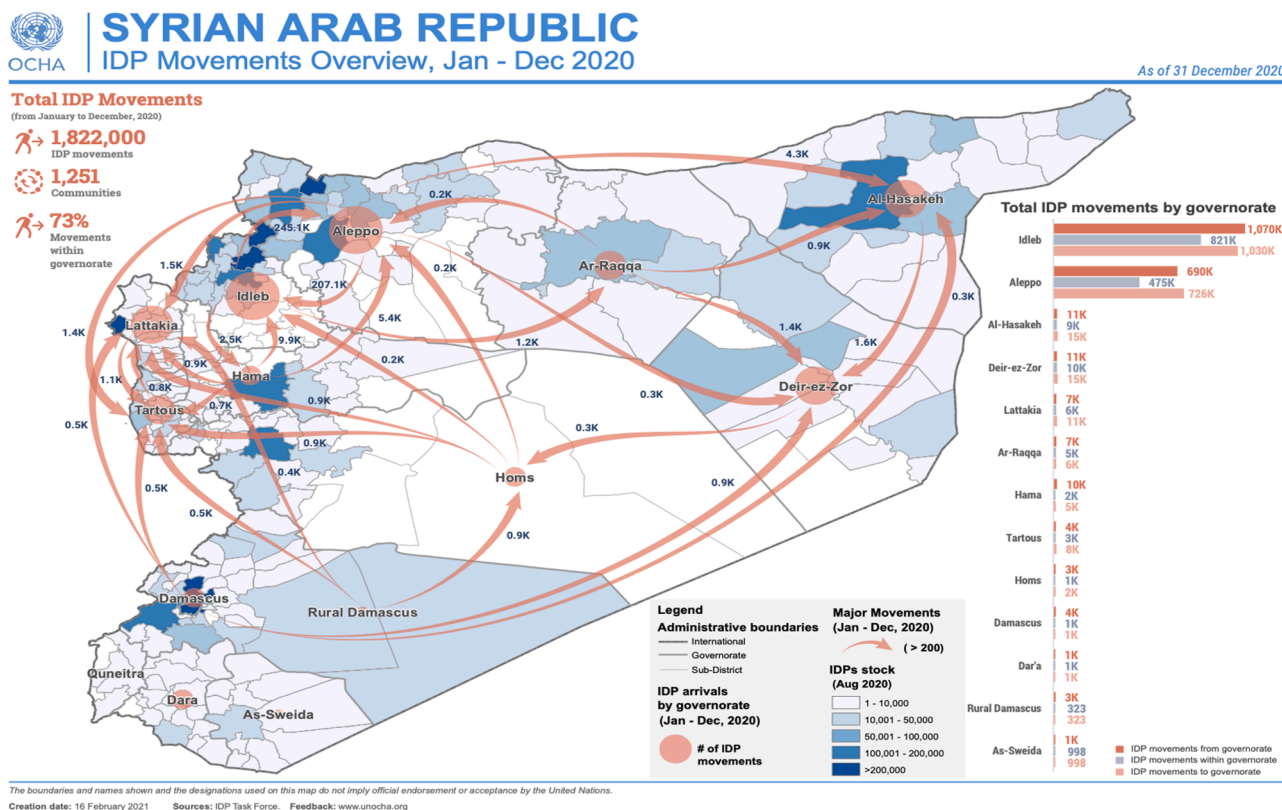 OCHA
SYRIAN ARAB REPUBLIC
IDP Movements Overview, Jan - Dec 2020
As of 31 December 2020
Total IDP Movements
(from January to December, 2020)
1,822,000
IDP movements
1,251
Communities
73%
Movements
within
governorate
4.3K
0.2K
Al-Hasakeh
Aleppo
245.1K
0.9K
1.5K
0.2K
Ar-Raqqa
207.1K
Idleb
0.3K
5.4K
Lattakia
1.4K
1.4K
2.5K
9.9K
1.2K
1.6K
0.9K
0.2K
1.1K
Hama
0.8K
Deir-ez-Zor
0.3K
0.7K
0.9K
Tartous
0.5K
0.3K
0.9K
0.4K
Homs
0.9K
0.5K
0.5K
0.9K
Damascus
Rural Damascus
Quneitra
Dara
As-Sweida
Total IDP movements by governorate
Idleb
1,070K
821K
1,030K
Aleppo
690K
475K
726K
Al-Hasakeh
11K
9K
15K
Deir-ez-Zor
11K
10K
15K
Lattakia
7K
6K
11K
Ar-Raqqa
7K
5K
6K
Hama
10K
2K
5K
Tartous
4K
3K
8K
Homs
3K
1K
2K
Damascus
4K
1K
1K
Dar'a
1K
1K
1K
Rural Damascus
3K
323
323
As-Sweida
1K
998
998
IDP movements from governorate
IDP movements within governorate
IDP movements to governorate
Legend
Administrative boundaries
International
Governorate
Sub-District
IDP arrivals
by governorate
(Jan - Dec, 2020)
# of IDP
movements
Major Movements
(Jan - Dec, 2020)
( > 200)
IDPs stock
(Aug 2020)
1 - 10,000
10,001 - 50,000
50,001 - 100,000
100,001 - 200,000
>200,000
The boundaries and names shown and the designations used on this map do not imply official endorsement or acceptance by the United Nations.
Creation date: 16 February 2021 Sources: IDP Task Force. Feedback: www.unocha.org